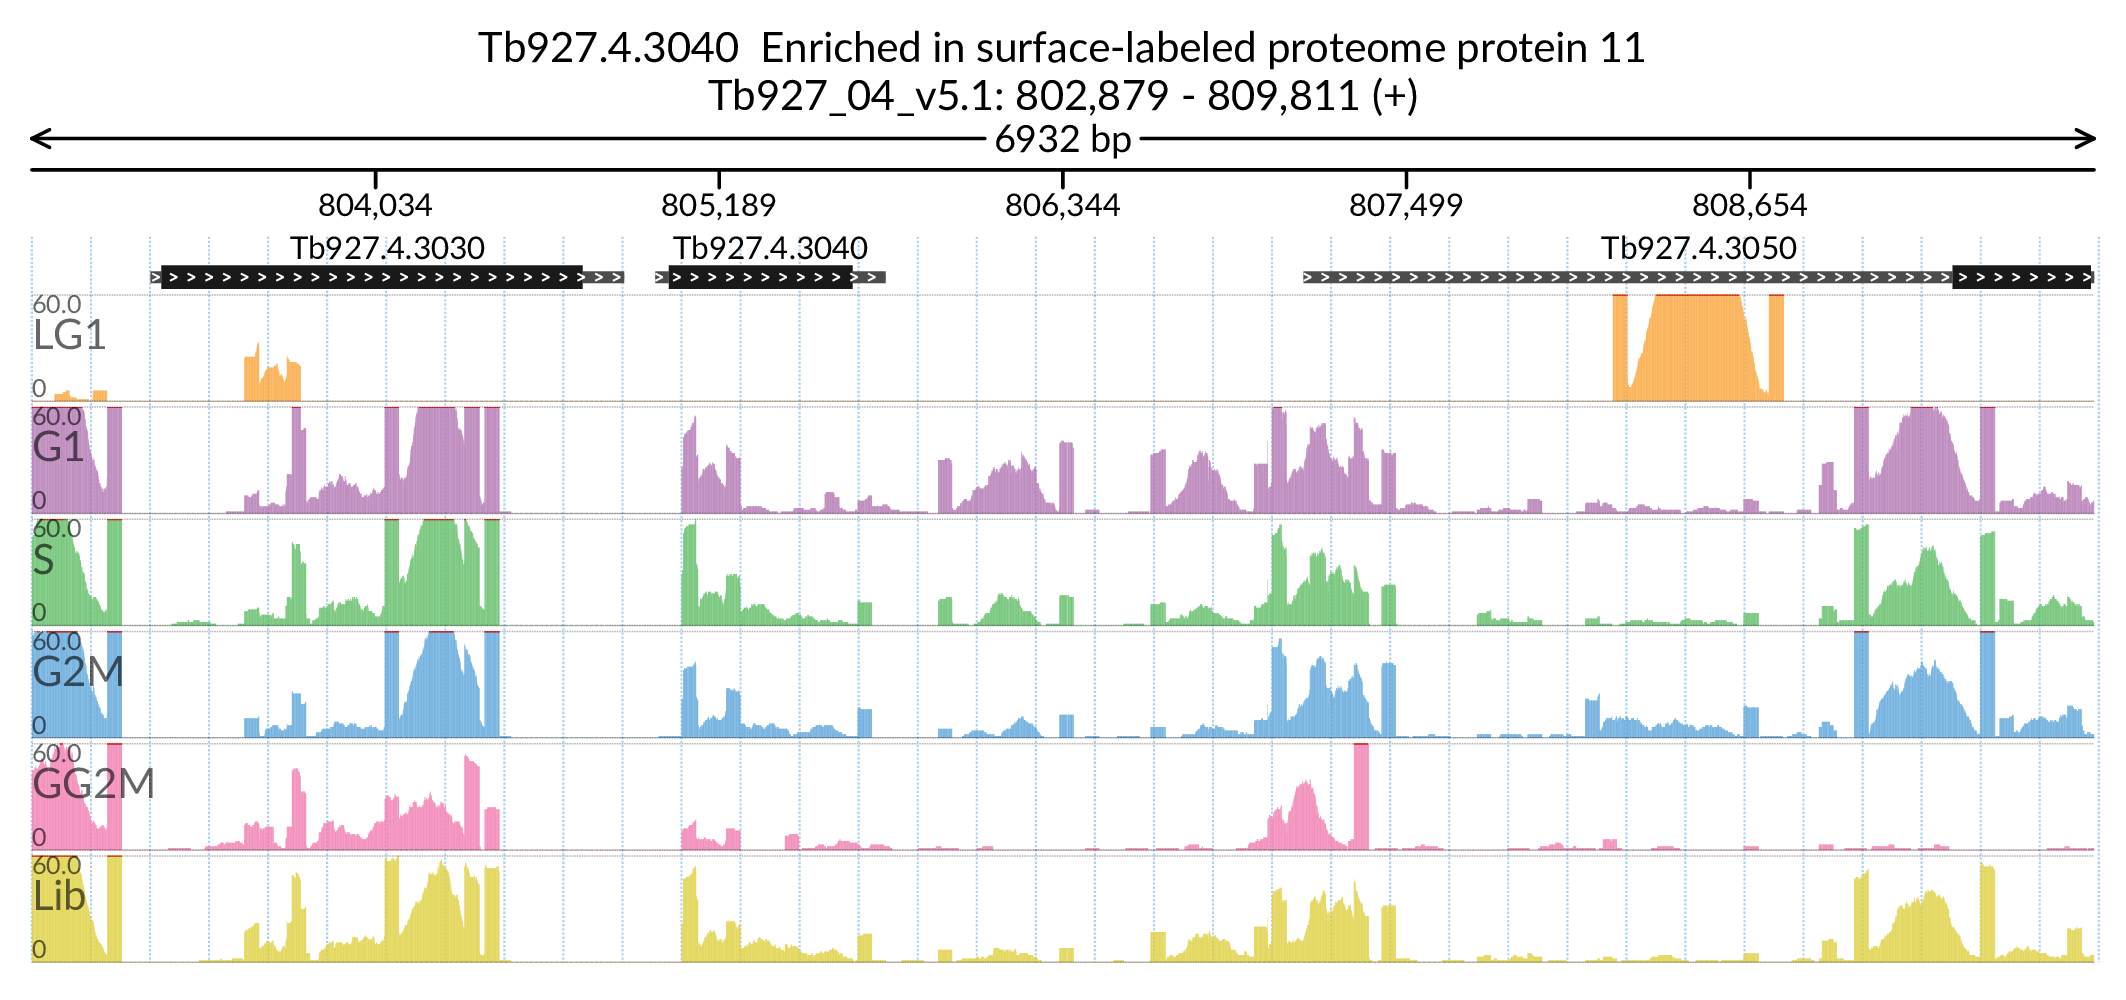 Tb927.4.3040  Enriched in surface-labeled proteome protein 11
Tb927_04_v5.1: 802,879 - 809,811 (+)
6932 bp
804,034 805,189 806,344 807,499 808,654
Tb927.4.3030 Tb927.4.3040 Tb927.4.3050
60.0
LG1
0
60.0
G1
0
60.0
S
0
60.0
G2M
0
60.0
GG2M
0
60.0
Lib
0